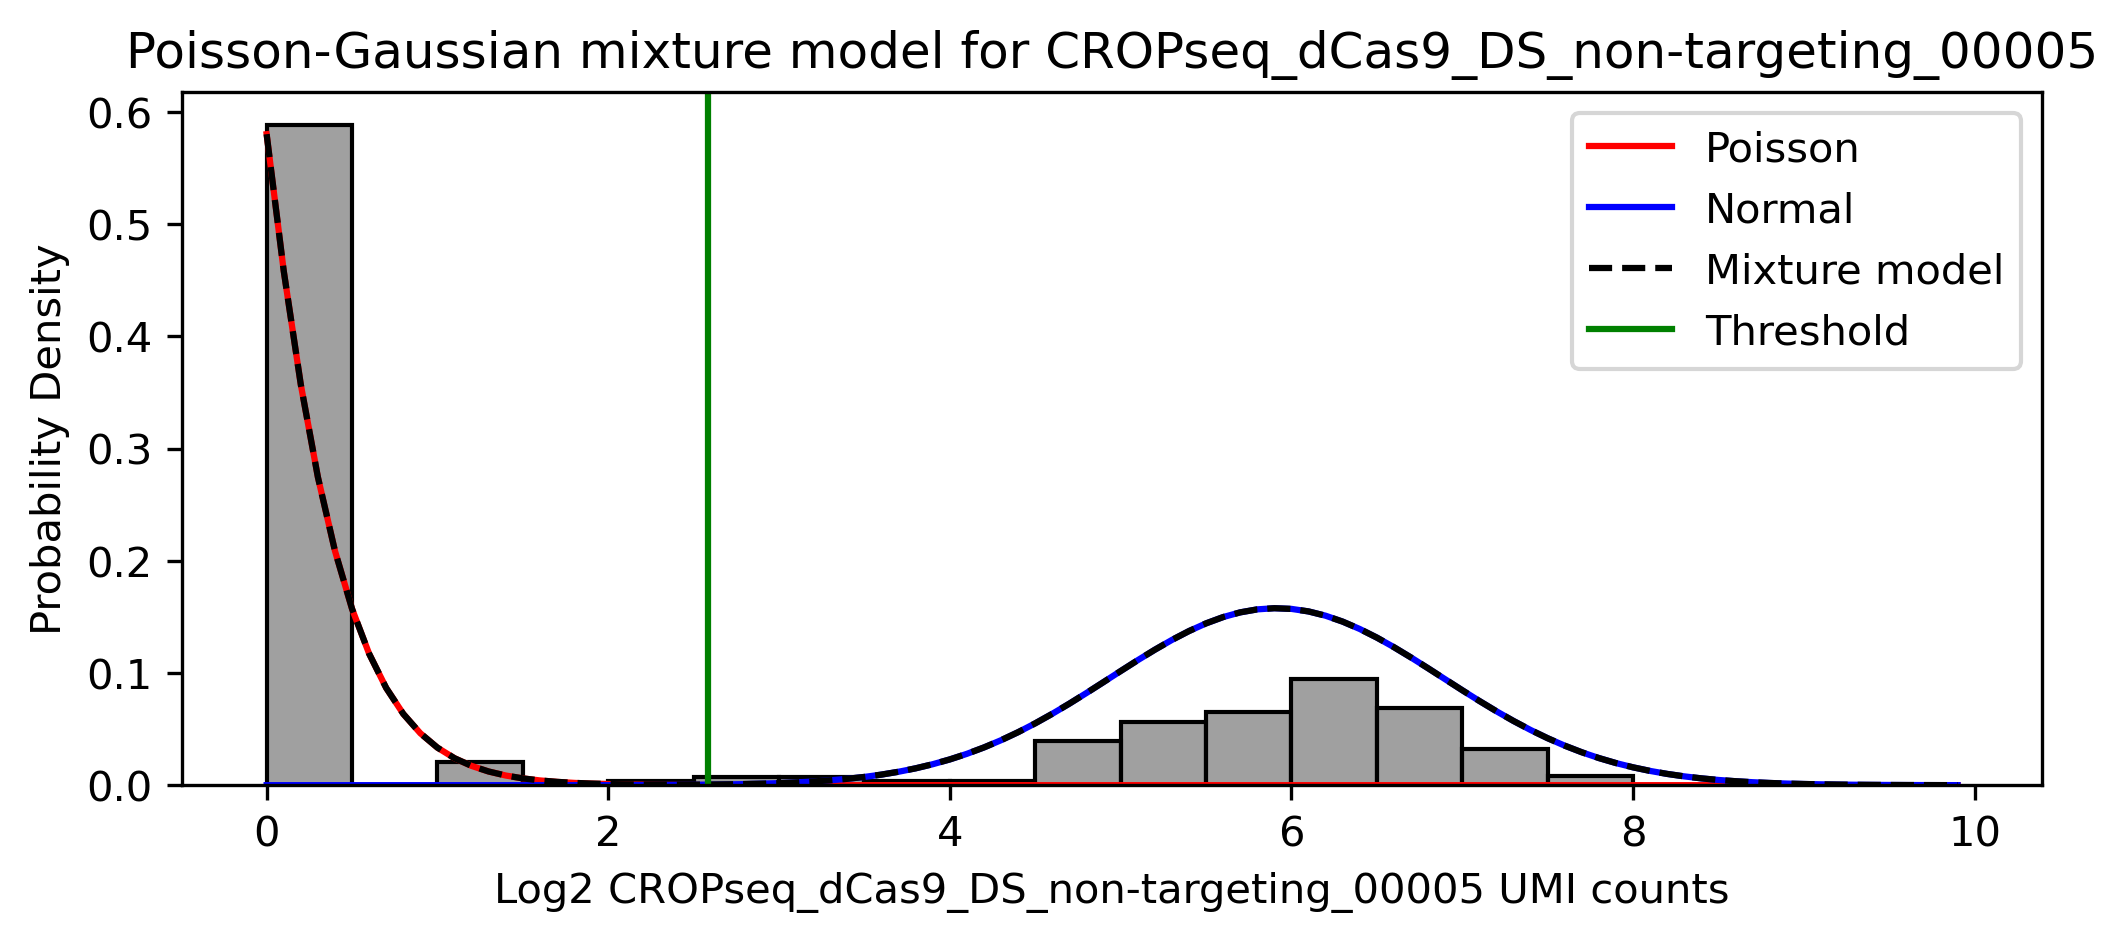 Poisson-Gaussian mixture model for CROPseq_dCas9_DS_non-targeting_00005
Probability Density
0.6
0.5
0.4
0.3
0.2
0.1
0.0
Poisson
Normal
Mixture model
Threshold
0 2 4 6 8 10
Log2 CROPseq_dCas9_DS_non-targeting_00005 UMI counts